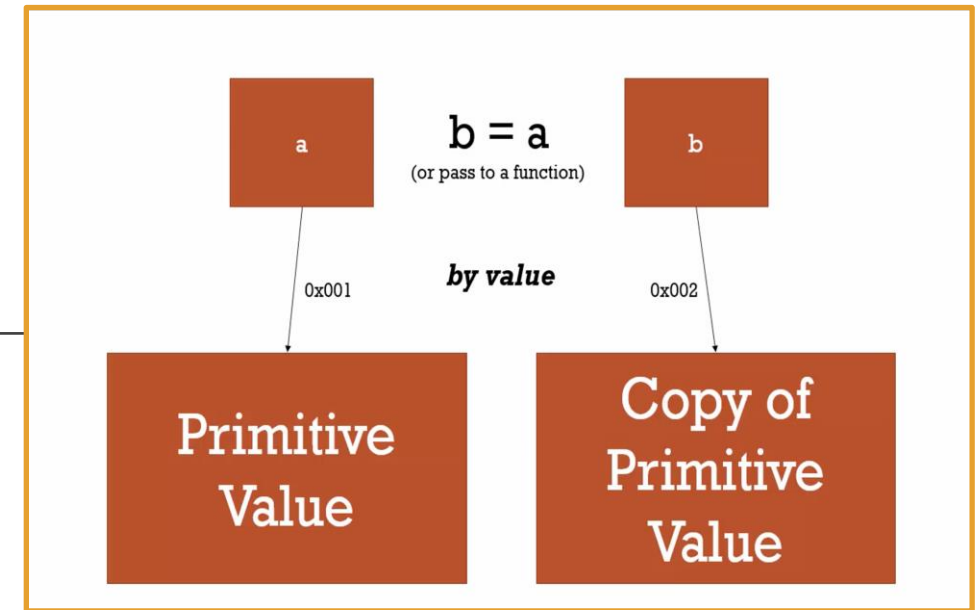 a
b = a
(or pass to a function)
b
by value
0x001
0x002
Primitive
Value
Copy of
Primitive
Value